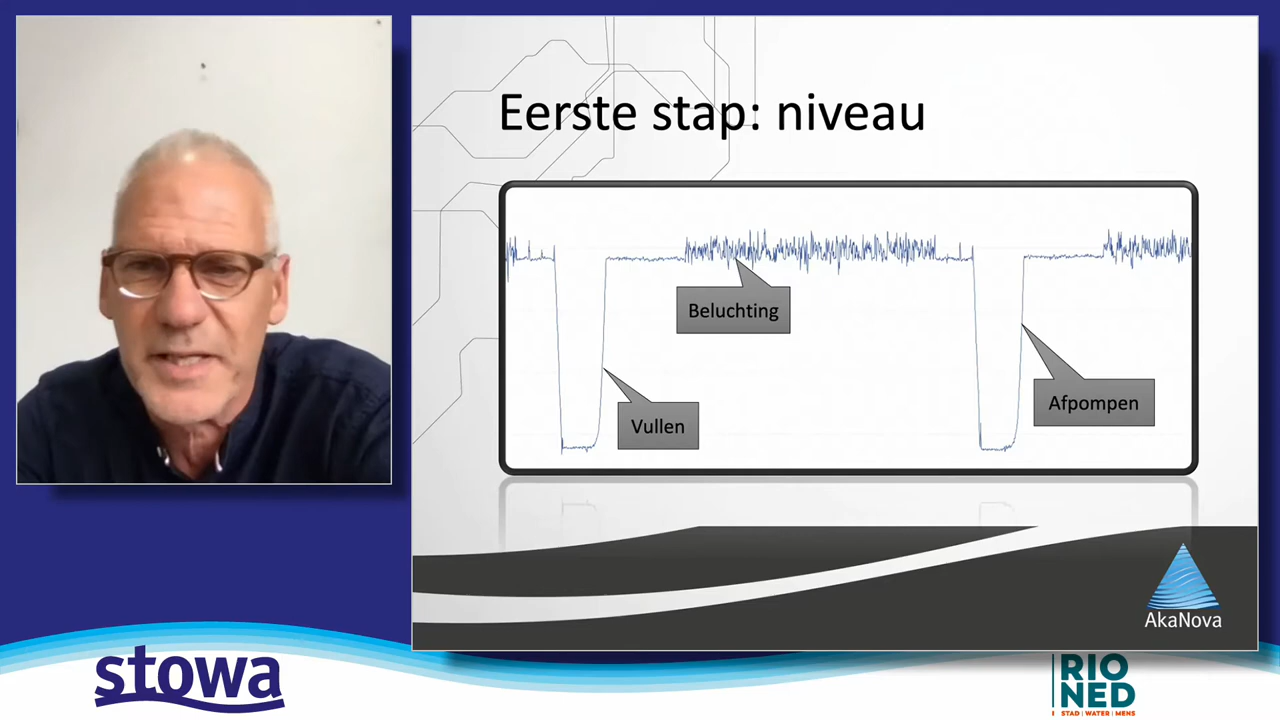 Eerste stap: niveau
Beluchting
Vullen
Afpompen
AkaNova
stowa
RIO
NED
STAD | WATER | MENS